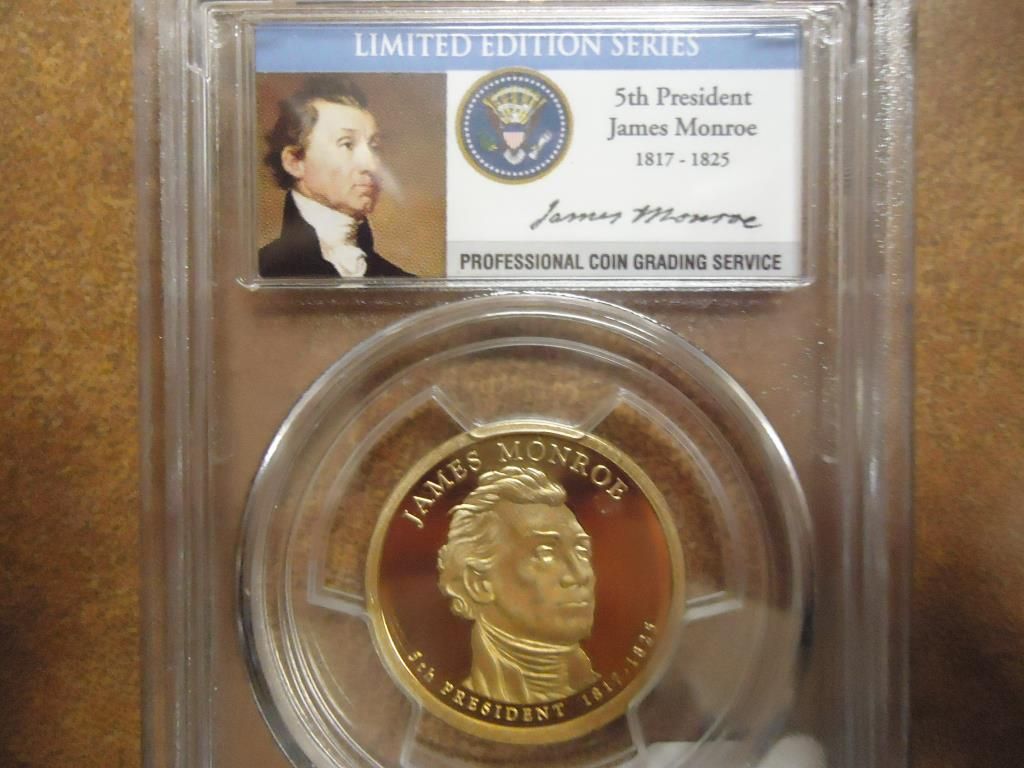 LIMITED EDITION SERIES
5th President
James Monroe
1817 - 1825
James Monroe
PROFESSIONAL COIN GRADING SERVICE
JAMES MONROE
5th PRESIDENT 1817-1825